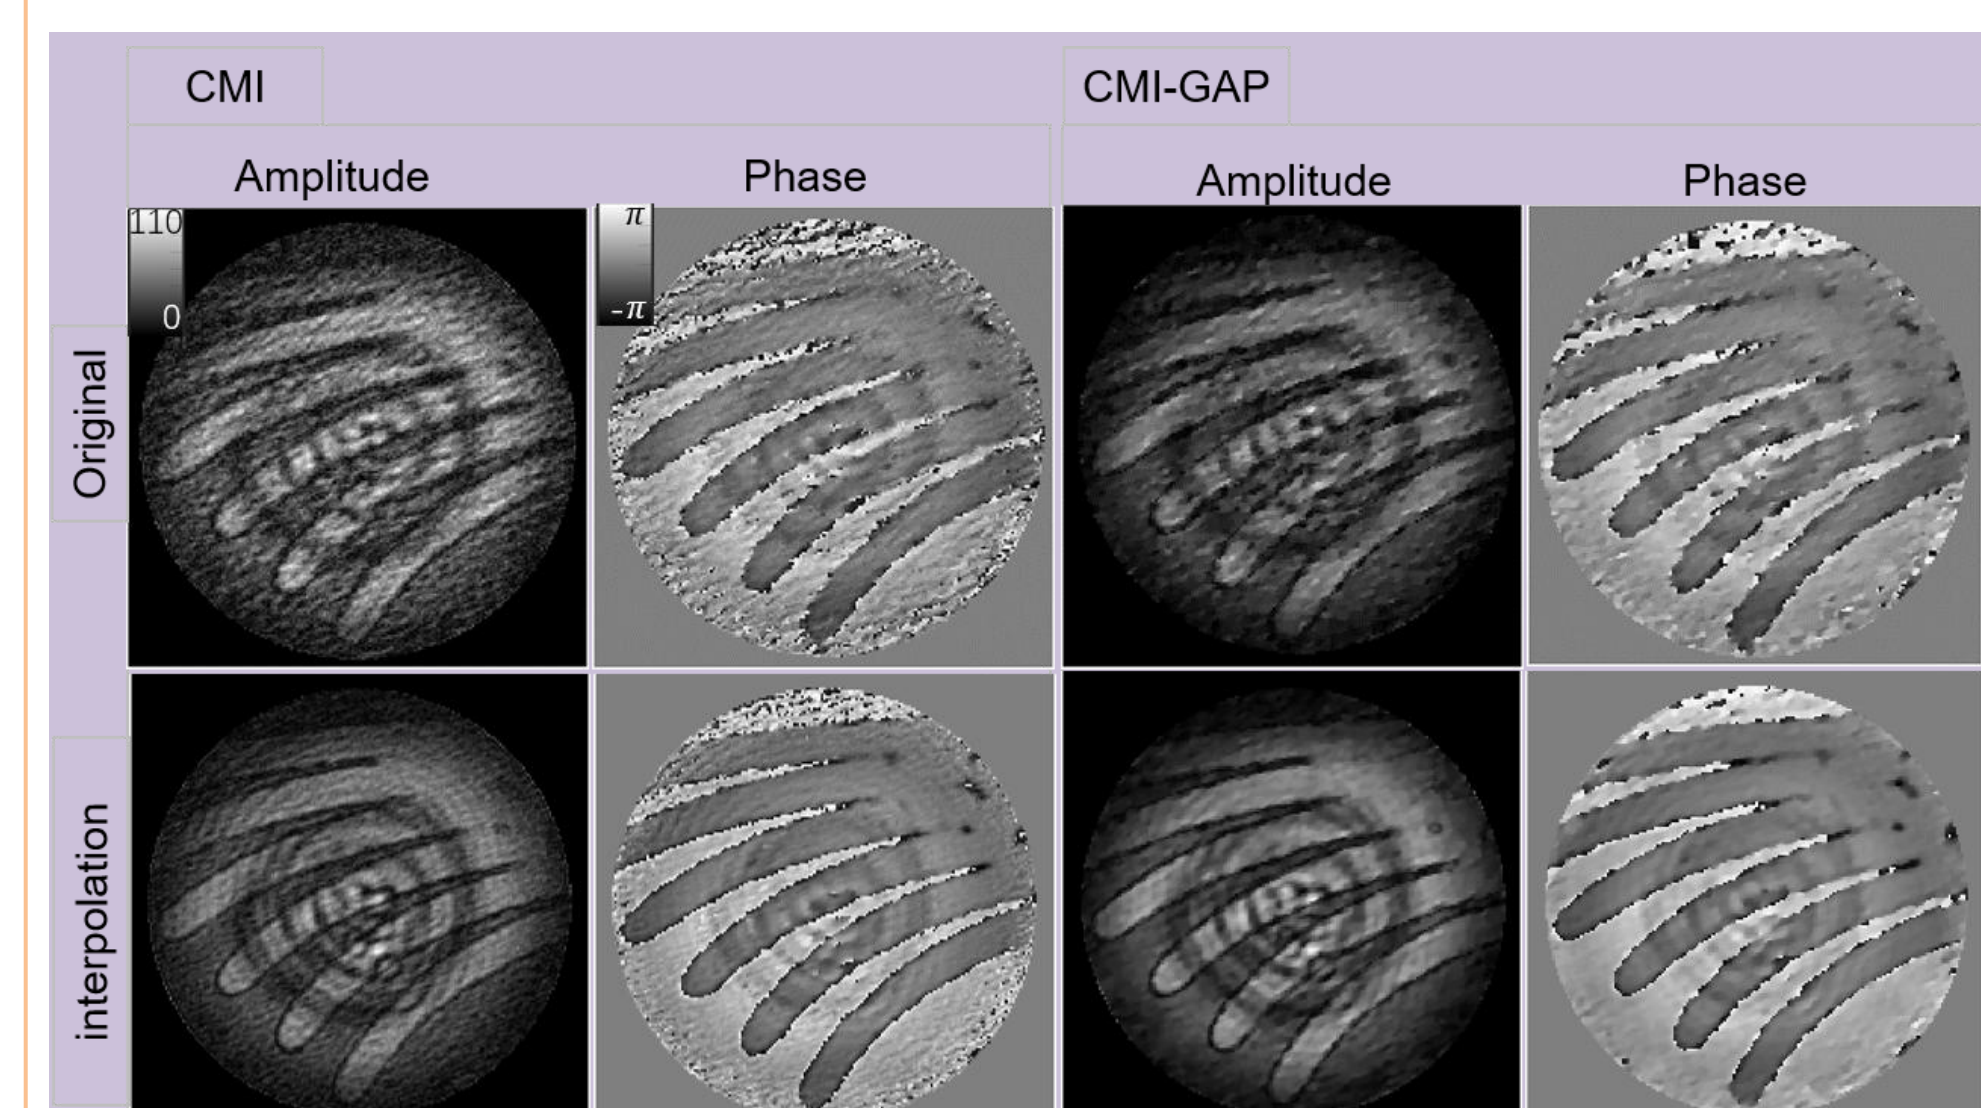 CMI
CMI-GAP
Amplitude
Phase
Amplitude
Phase
110
0
π
-π
Original
interpolation